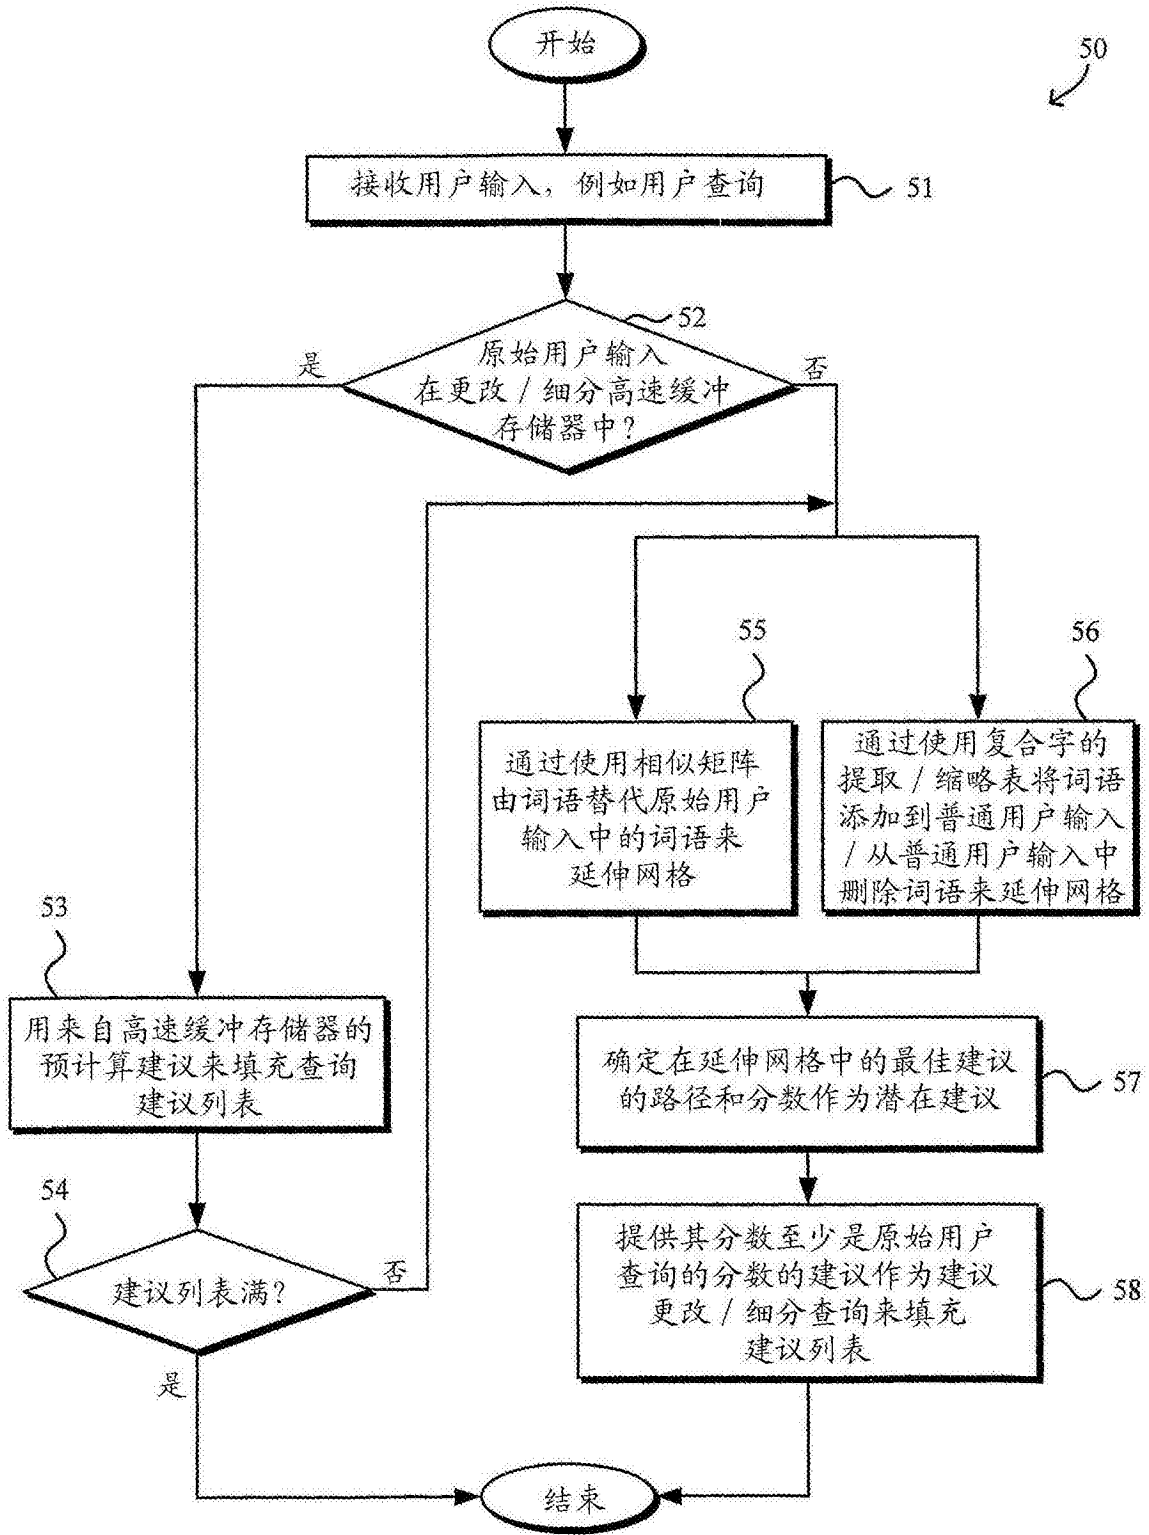 开始
50
接收用户输入，例如用户查询
51
52
原始用户输入
在更改/细分高速缓冲
存储器中?
是
否
55
56
通过使用相似矩阵
由词语替代原始用户
输入中的词语来
延伸网格
通过使用复合字的
提取/缩略表将词语
添加到普通用户输入
/从普通用户输入中
删除词语来延伸网格
53
用来自高速缓冲存储器的
预计算建议来填充查询
建议列表
确定在延伸网格中的最佳建议
的路径和分数作为潜在建议
57
54
建议列表满?
否
是
提供其分数至少是原始用户
查询的分数的建议作为建议
更改/细分查询来填充
建议列表
58
结束